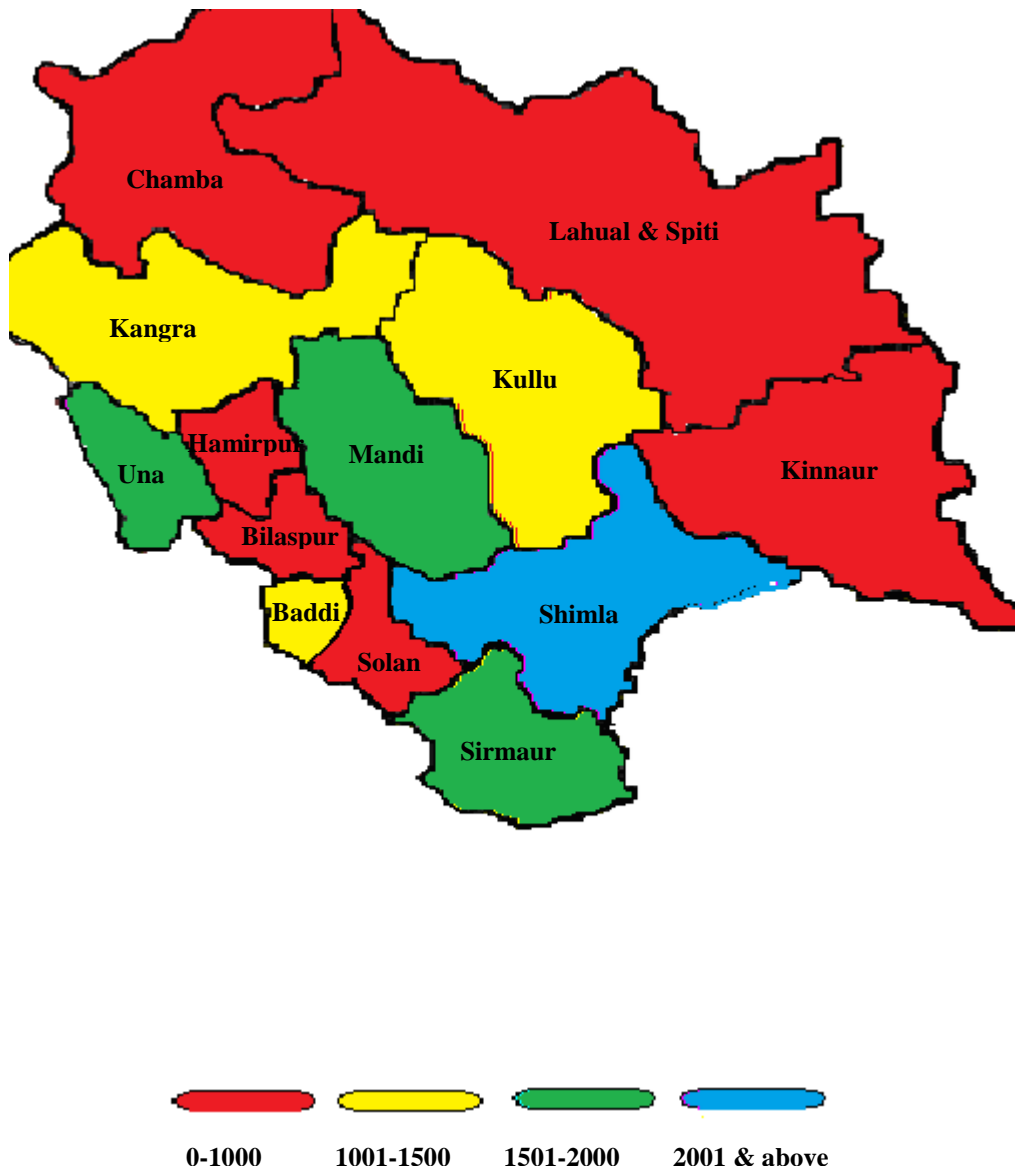 Chamba
Lahual & Spiti
Kangra
Kullu
Hamirpur
Mandi
Una
Kinnaur
Bilaspur
Baddi
Shimla
Solan
Sirmaur
0-1000 1001-1500 1501-2000 2001 & above